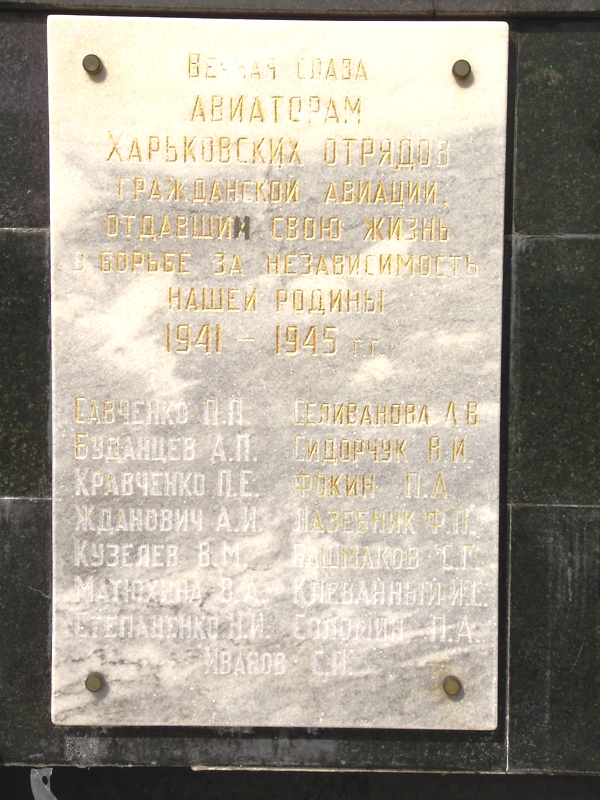 Вечная слава
авиаторам
Харьковских отрядов
гражданской авиации,
отдавшим свою жизнь
в борьбе за независимость
нашей Родины
1941 – 1945 г.г.
Савченко П.П. Селиванова Л.Б
Буданцев А.П. Сидорчук В.И.
Кравченко П.Е. Фокин П.А
Жданович А.И. Лазебник Ф.П.
Кузелев В.М. Башмаков С.Г.
Матюхина В.А. Клеванный И.С.
Степаненко Н.И. Соломин П.А.
Иванов С.П.